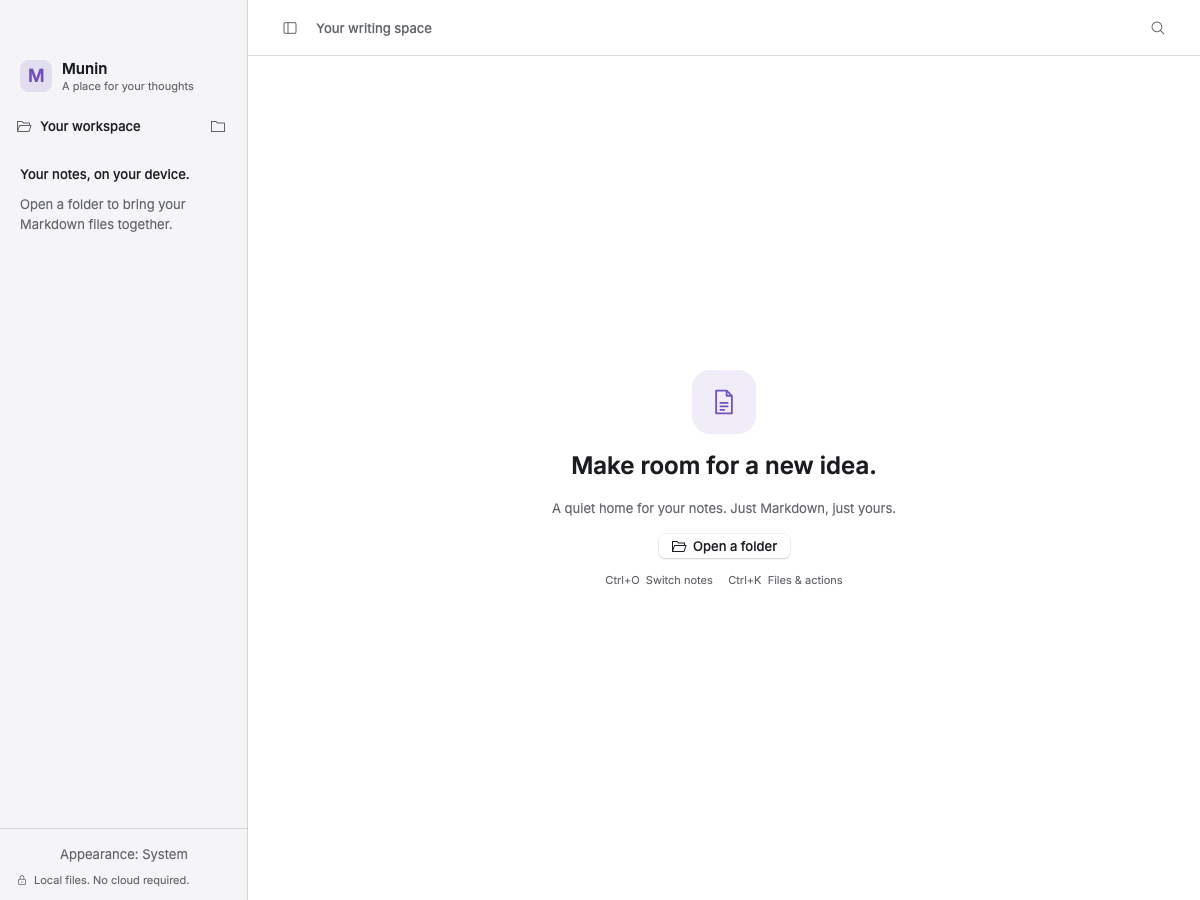 Your writing space
M
Munin
A place for your thoughts
Your workspace
Your notes, on your device.
Open a folder to bring your
Markdown files together.
Make room for a new idea.
A quiet home for your notes. Just Markdown, just yours.
Open a folder
Ctrl+O Switch notes Ctrl+K Files & actions
Appearance: System
Local files. No cloud required.